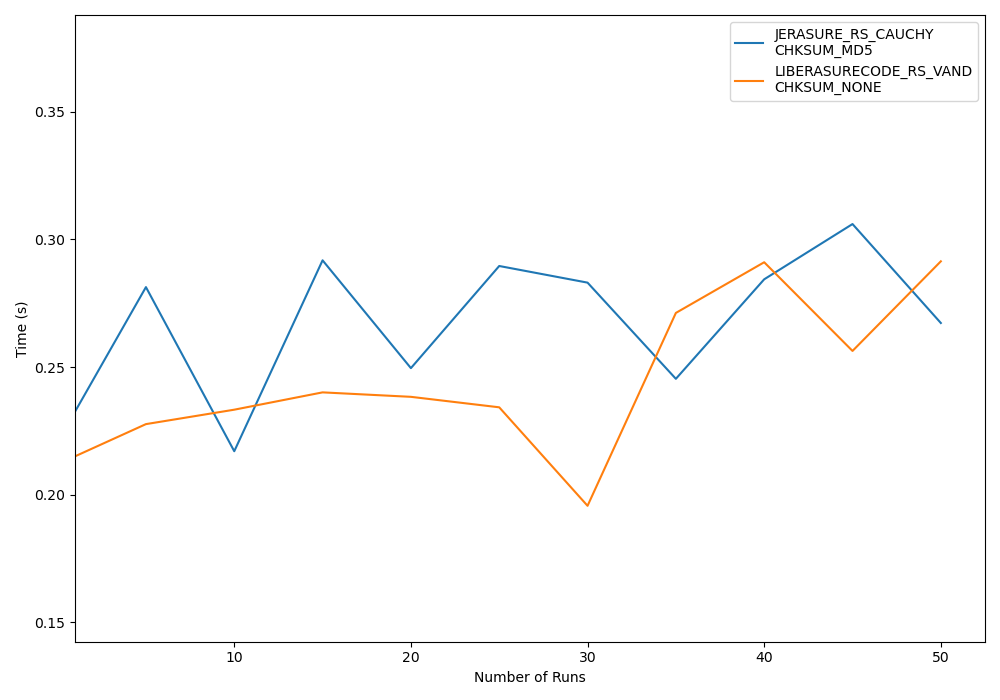 JERASURE_RS_CAUCHY
CHKSUM_MD5
LIBERASURECODE_RS_VAND
CHKSUM_NONE
0.35
0.30
0.25
0.20
0.15
Time (s)
10 20 30 40 50
Number of Runs